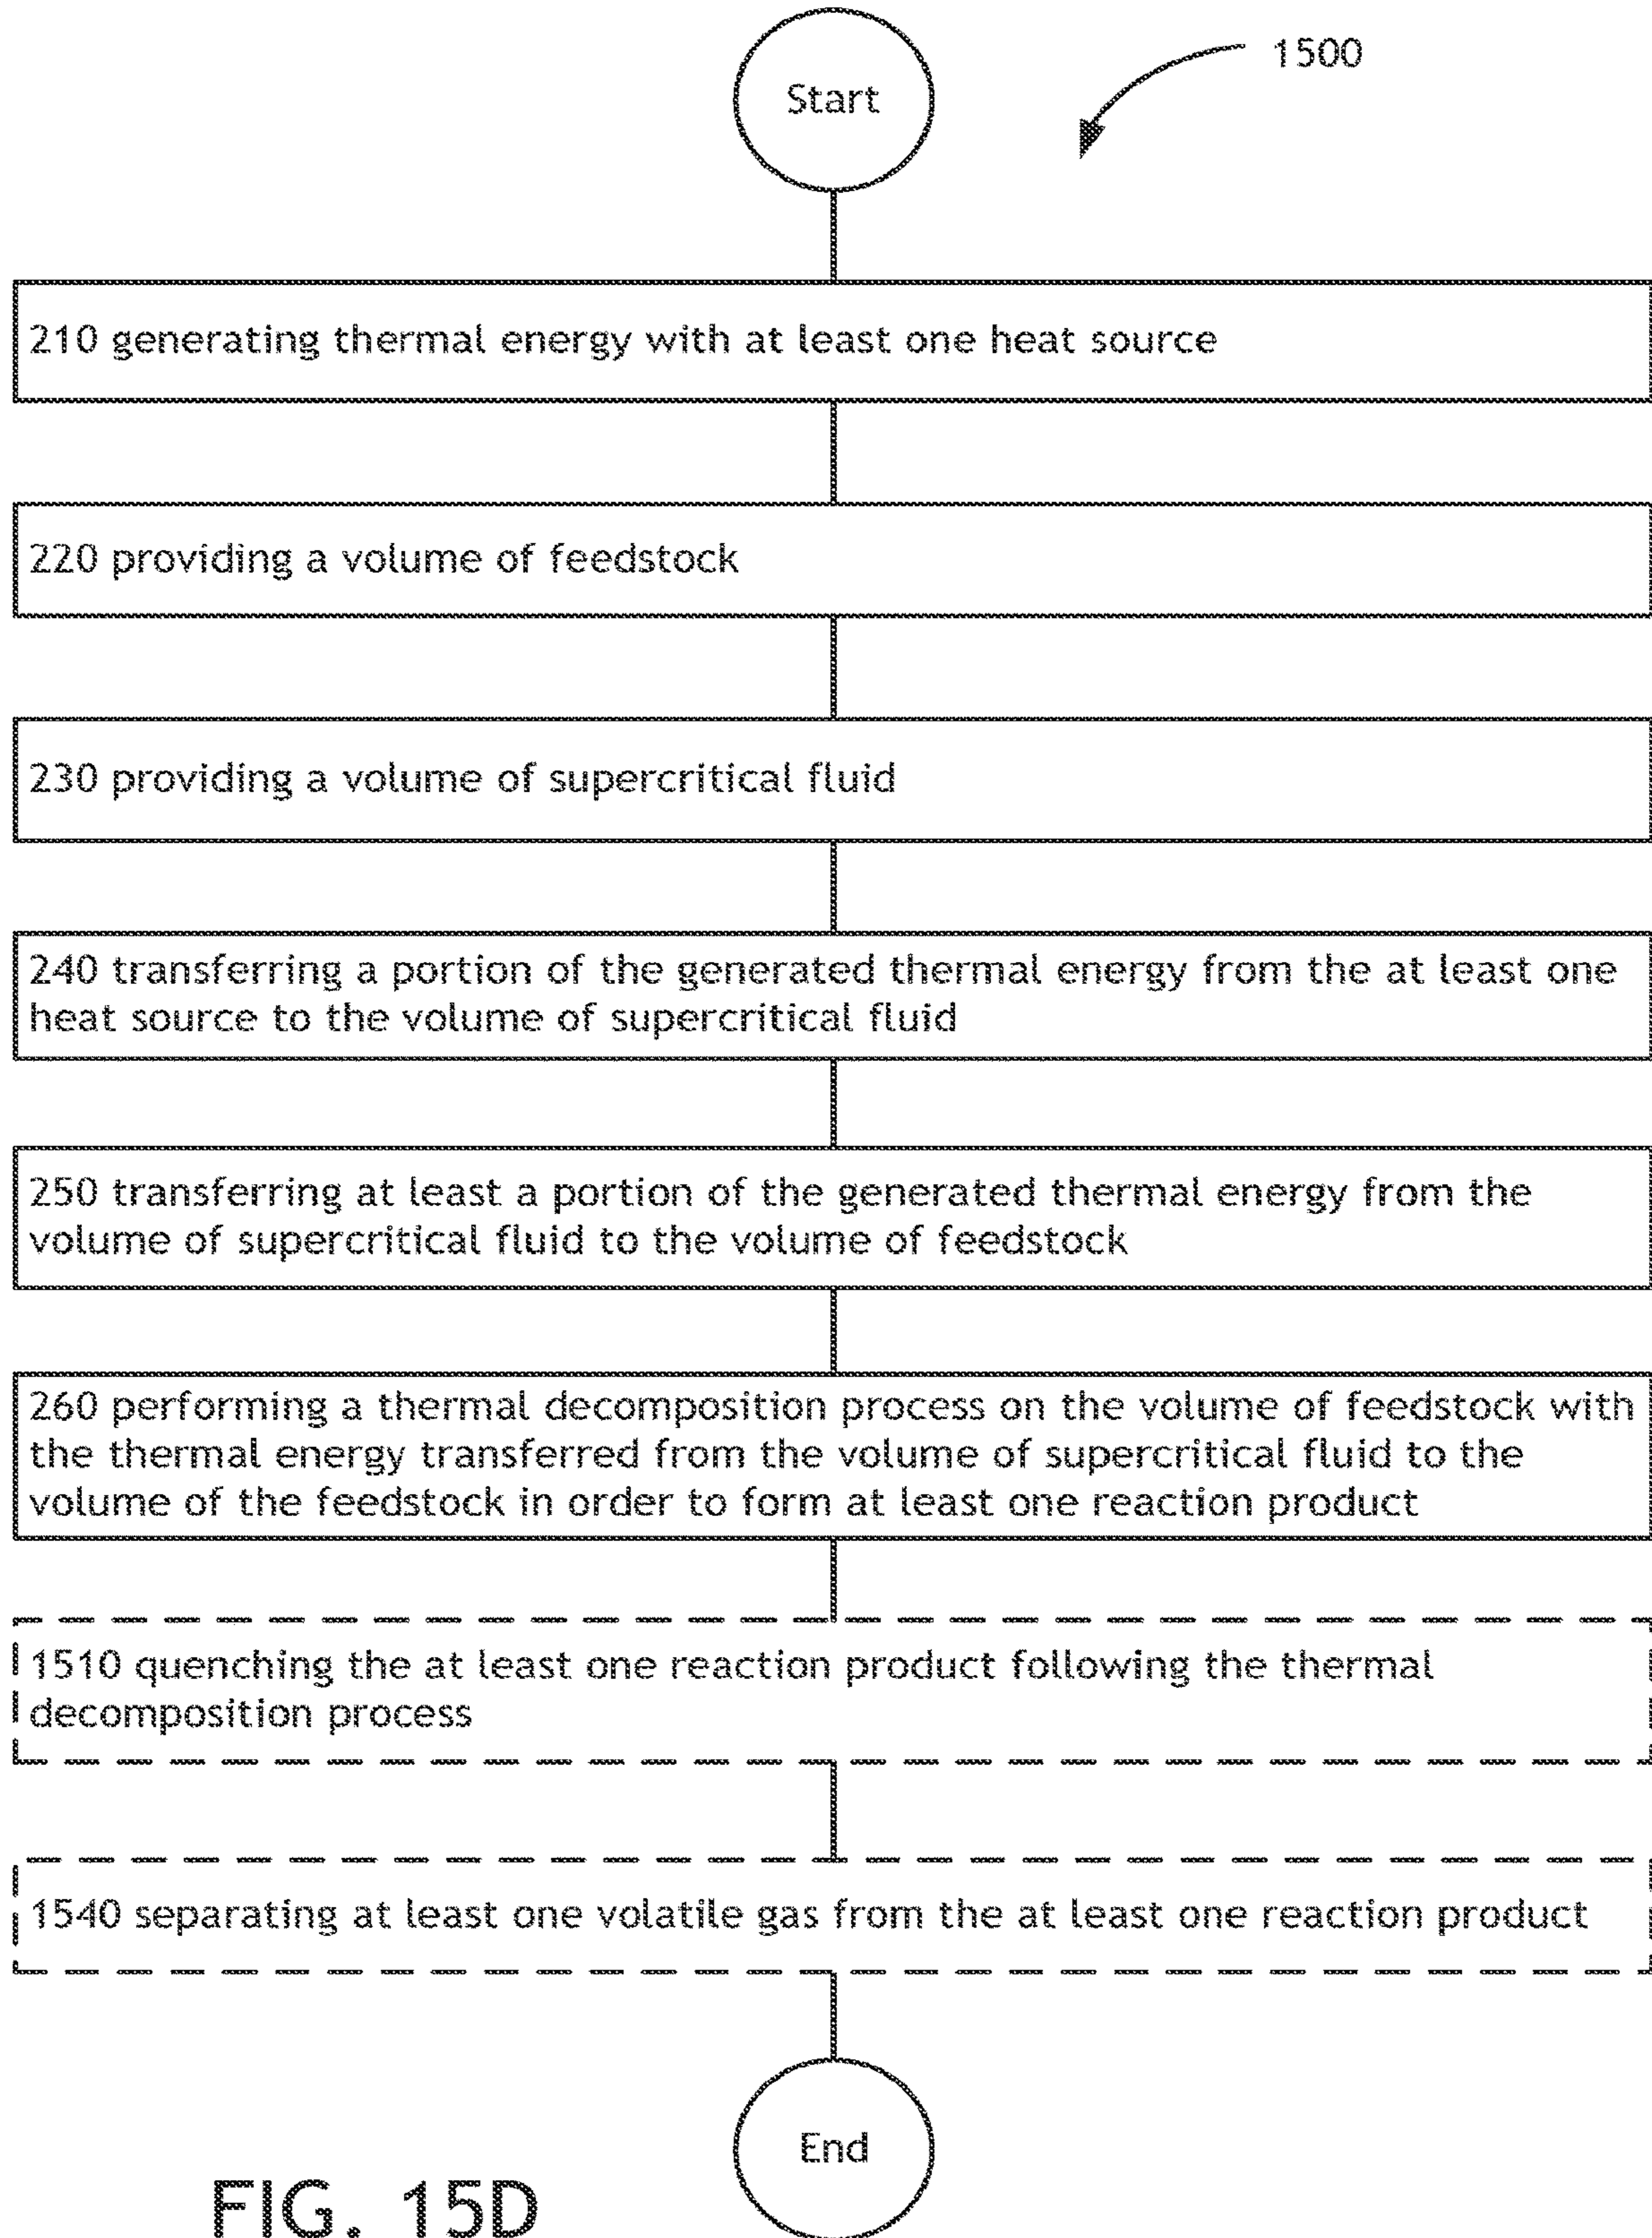 1500
Start
210 generating thermal energy with at least one heat source
220 providing a volume of feedstock
230 providing a volume of supercritical fluid
240 transferring a portion of the generated thermal energy from the at least one
heat source to the volume of supercritical fluid
250 transferring at least a portion of the generated thermal energy from the
volume of supercritical fluid to the volume of feedstock
260 performing a thermal decomposition process on the volume of feedstock with
the thermal energy transferred from the volume of supercritical fluid to the
volume of the feedstock in order to form at least one reaction product
1510 quenching the at least one reaction product following the thermal
decomposition process
1540 separating at least one volatile gas from the at least one reaction product
End
FIG. 15D